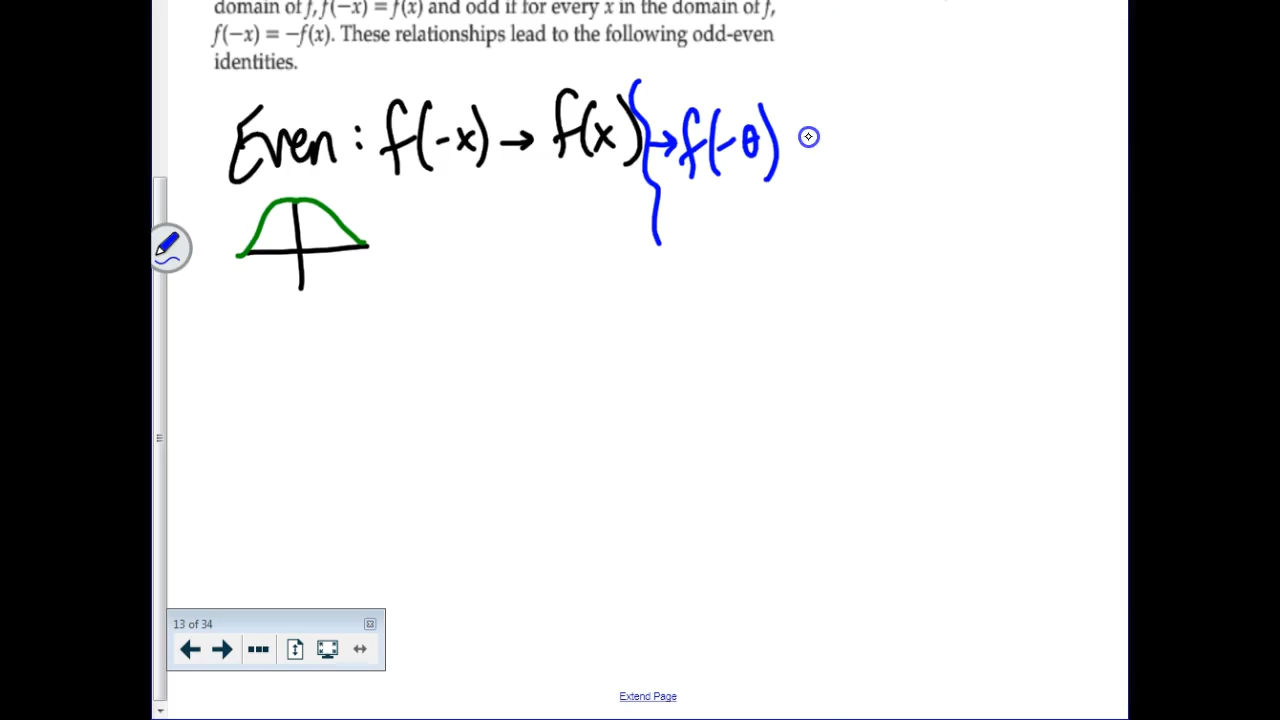 domain of f, f(−x) = f(x) and odd if for every x in the domain of f,
f(−x) = −f(x). These relationships lead to the following odd-even
identities.
Even: f(-x) → f(x) } → f(-θ)
13 of 34
Extend Page